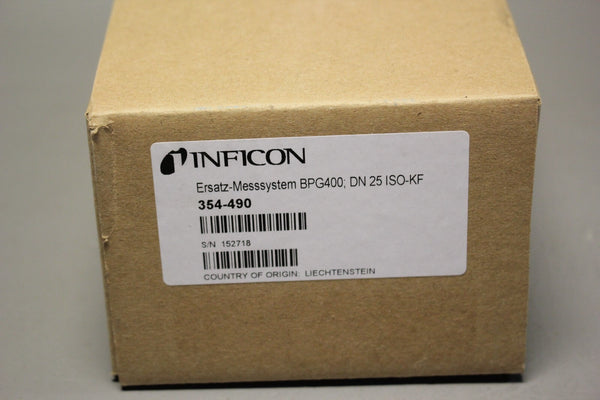 INFICON
Ersatz-Messsystem BPG400; DN 25 ISO-KF
354-490
S/N 152718
COUNTRY OF ORIGIN: LIECHTENSTEIN